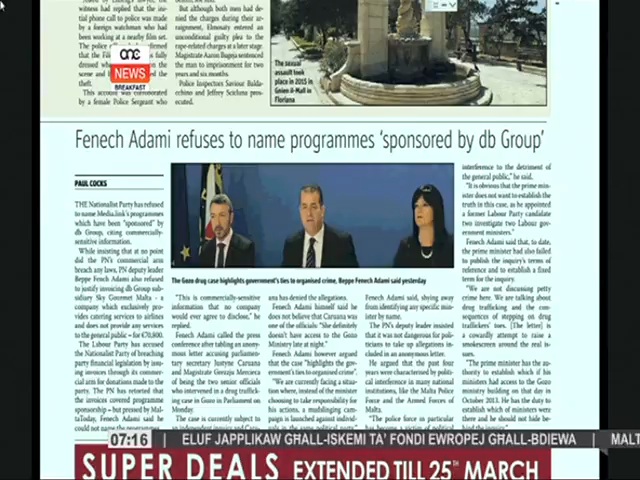 witness had replied that the ini-
tial phone call to police was made
by a foreign watchman who had
been working at a nearby film set.
But although both men had de-
nied the charges during their ar-
raignment, Elmouaty entered an
unconditional guilty plea to the
rape-related charges at a later stage.
Magistrate Aaron Bugeja sentenced
the man to imprisonment for two
years and six months.
Police Inspectors Saviour Balda-
cchino and Jeffrey Scicluna prose-
cuted.
The sexual
assault took
place in 2015 in
Ġnien il-Mall in
Floriana
one
NEWS
BREAKFAST
by a female Police Sergeant who
Fenech Adami refuses to name programmes 'sponsored by db Group'
PAUL COCKS
THE Nationalist Party has refused
to name Media.link's programmes
which have been "sponsored" by
db Group, citing commercially-
sensitive information.
While insisting that at no point
did the PN's commercial arm
breach any laws, PN deputy leader
Beppe Fenech Adami also refused
to justify invoicing db Group sub-
sidiary Sky Gourmet Malta - a
company which exclusively pro-
vides catering services to airlines
and does not provide any services
to the general public - for €70,800.
The Labour Party has accused
the Nationalist Party of breaching
party financial legislation by issu-
ing invoices through its commer-
cial arm for donations made to the
party. The PN has retorted that
the invoices covered programme
sponsorship – but pressed by Mal-
taToday, Fenech Adami said he
could not name the programmes.
The Gozo drug case highlights government's ties to organised crime, Beppe Fenech Adami said yesterday
"This is commercially-sensitive
information that no company
would ever agree to disclose," he
replied.
Fenech Adami called the press
conference after tabling an anony-
mous letter accusing parliamen-
tary secretary Justyne Caruana
and Magistrate Grezzju Mercieca
of being the two senior officials
who intervened in a drug traffick-
ing case in Gozo in Parliament on
Monday.
The case is currently subject to
an independent inquiry and Caru-
ana has denied the allegations.
Fenech Adami himself said he
does not believe that Caruana was
one of the officials: "She definitely
doesn't have access to the Gozo
Ministry late at night."
Fenech Adami however argued
that the case "highlights the govern-
ment's ties to organised crime."
"We are currently facing a situa-
tion where, instead of the minister
choosing to take responsibility for
his actions, a mudslinging cam-
paign is launched against individ-
uals in the same political party,"
Fenech Adami said, shying away
from identifying any specific min-
ister by name.
The PN's deputy leader insisted
that it was not dangerous for poli-
ticians to take up allegations includ-
ed in an anonymous letter.
He argued that the past four
years were characterised by politi-
cal interference in many national
institutions, like the Malta Police
Force and the Armed Forces of
Malta.
"The police force in particular
has become a victim of political
interference to the detriment of
the general public," he said.
"It is obvious that the prime min-
ister does not want to establish the
truth in this case, as he appointed
a former Labour Party candidate
two investigate two Labour gov-
ernment ministers."
Fenech Adami said that, to date,
the prime minister had also failed
to publish the inquiry's terms of
reference and to establish a fixed
term for the inquiry.
"We are not discussing petty
crime here. We are talking about
drug trafficking and the conse-
quences of stepping on drug
traffickers' toes. [The letter] is
a cowardly attempt to raise a
smokescreen around the real is-
sues.
"The prime minister has the au-
thority to establish which if his
ministers had access to the Gozo
ministry building on that day in
October 2013. He has the duty to
establish which of ministers were
there and he should not hide be-
hind the inquiry."
07:16
ELUF JAPPLIKAW GĦALL-ISKEMI TA' FONDI EWROPEJ GĦALL-BDIEWA | MALT
SUPER DEALS EXTENDED TILL 25TH MARCH